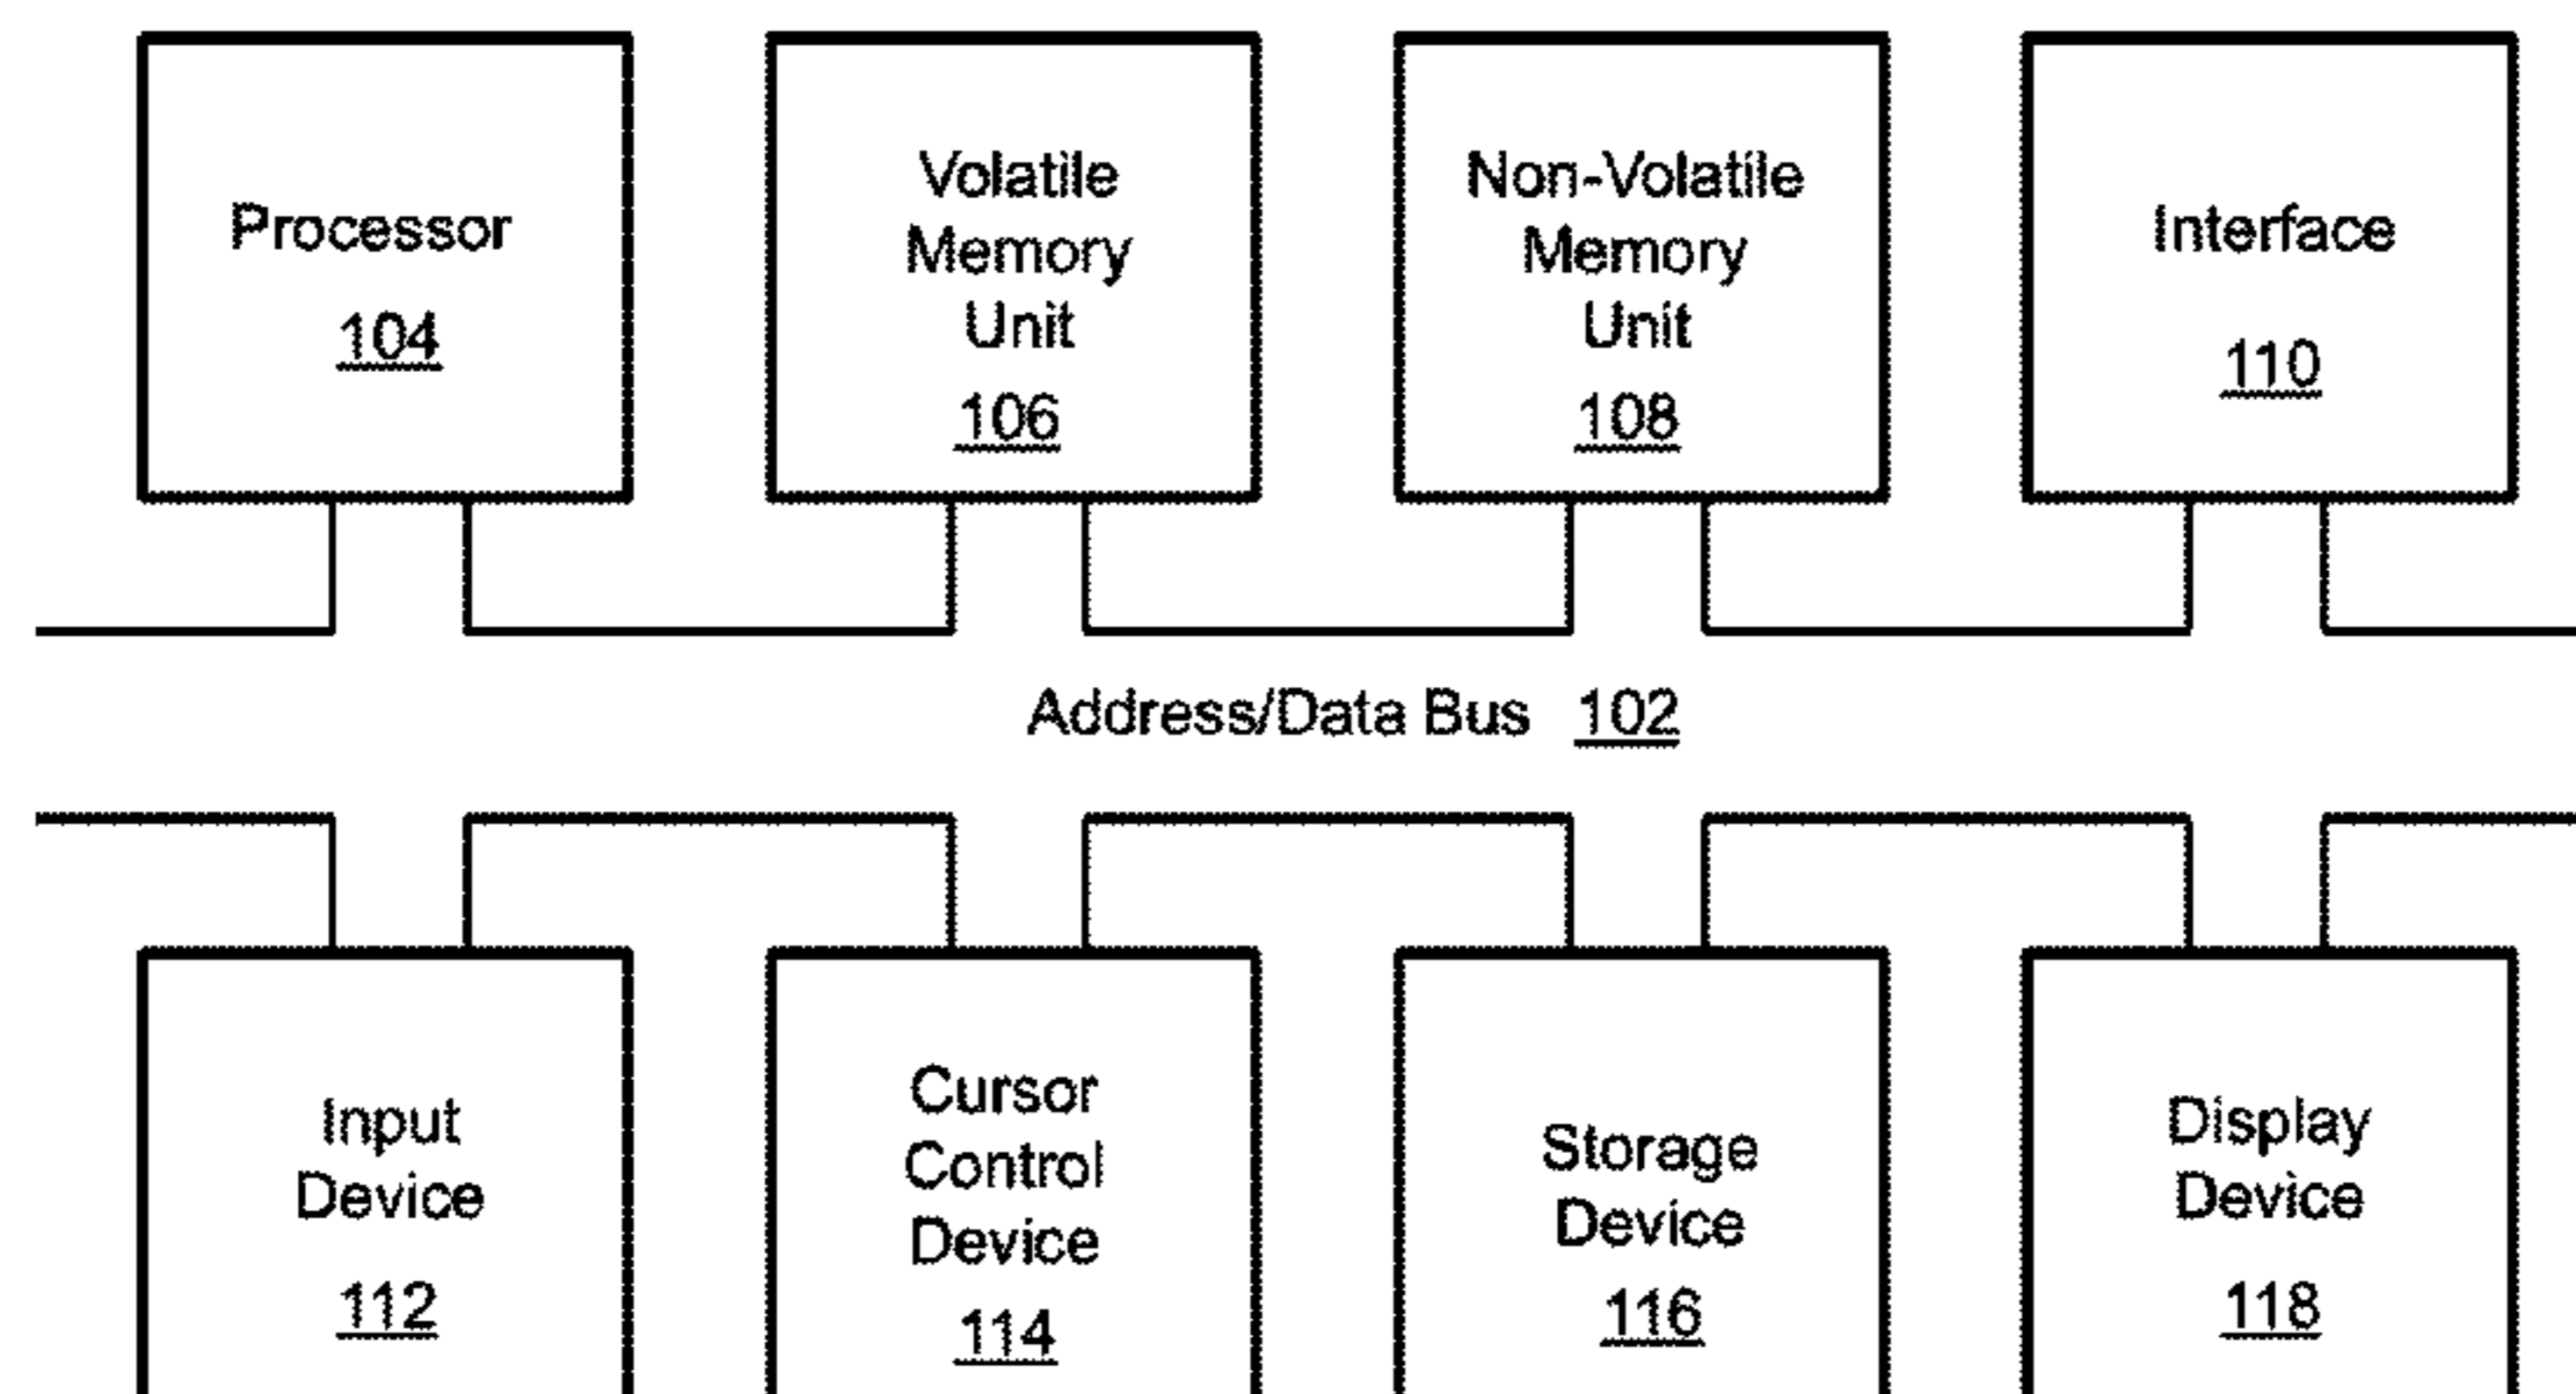 Processor
104
Volatile
Memory
Unit
106
Non-Volatile
Memory
Unit
108
Interface
110
Address/Data Bus 102
Input
Device
112
Cursor
Control
Device
114
Storage
Device
116
Display
Device
118